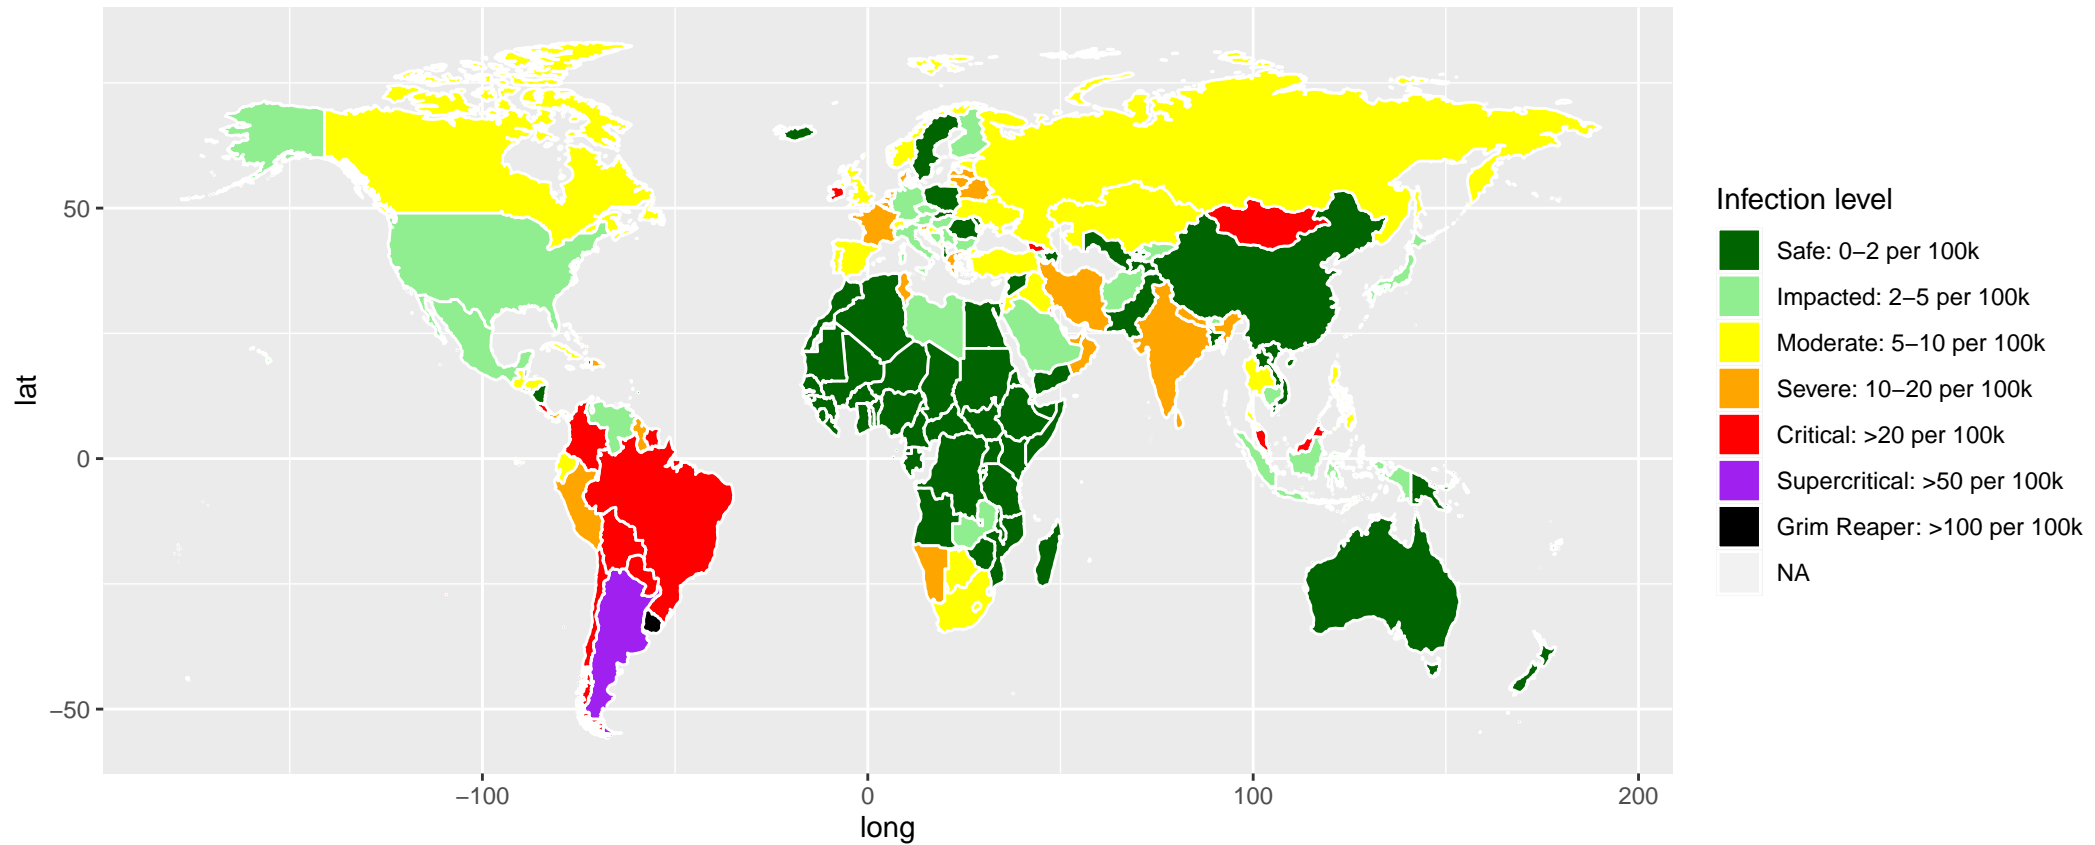 50
0
−50
lat
−100
0
100
200
long
Infection level
Safe: 0−2 per 100k
Impacted: 2−5 per 100k
Moderate: 5−10 per 100k
Severe: 10−20 per 100k
Critical: >20 per 100k
Supercritical: >50 per 100k
Grim Reaper: >100 per 100k
NA